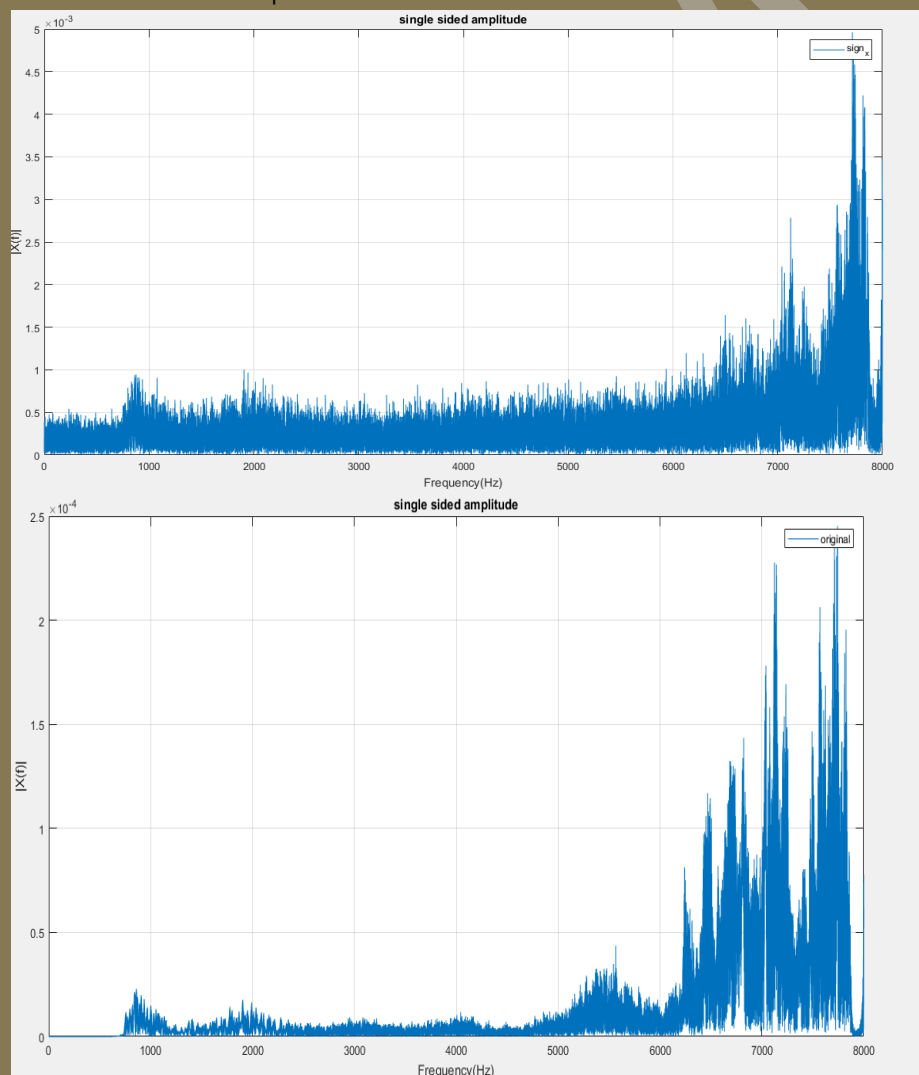 single sided amplitude
×10⁻³
sign_x
5
4.5
4
3.5
3
2.5
2
1.5
1
0.5
0
|X(f)|
0 1000 2000 3000 4000 5000 6000 7000 8000
Frequency(Hz)
single sided amplitude
×10⁻⁴
original
2.5
2
1.5
1
0.5
0
|X(f)|
0 1000 2000 3000 4000 5000 6000 7000 8000
Frequency(Hz)